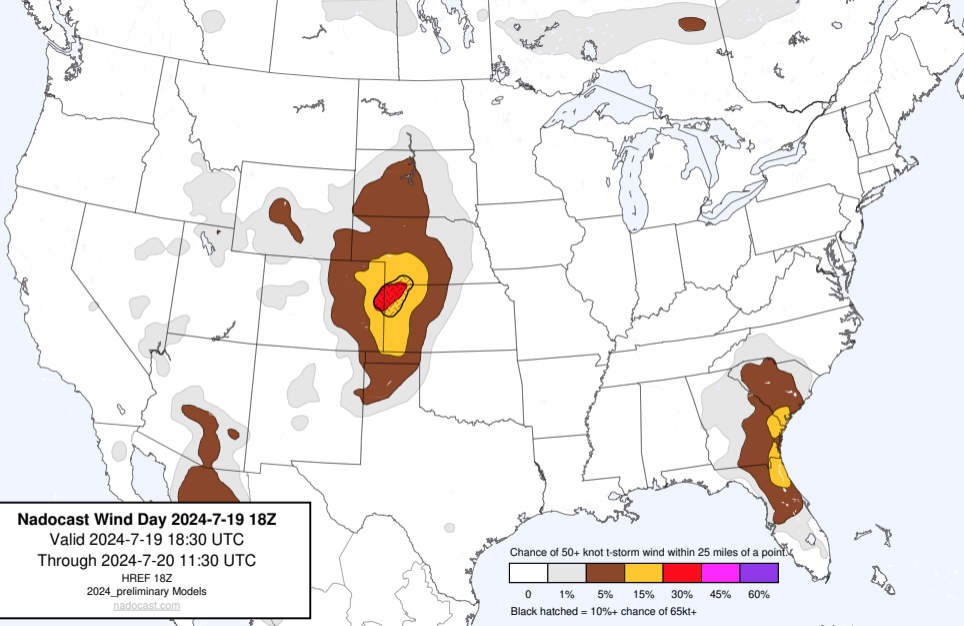 Nadocast Wind Day 2024-7-19 18Z
Valid 2024-7-19 18:30 UTC
Through 2024-7-20 11:30 UTC
HREF 18Z
2024_preliminary Models
nadocast.com
Chance of 50+ knot t-storm wind within 25 miles of a point.
0 1% 5% 15% 30% 45% 60%
Black hatched = 10%+ chance of 65kt+